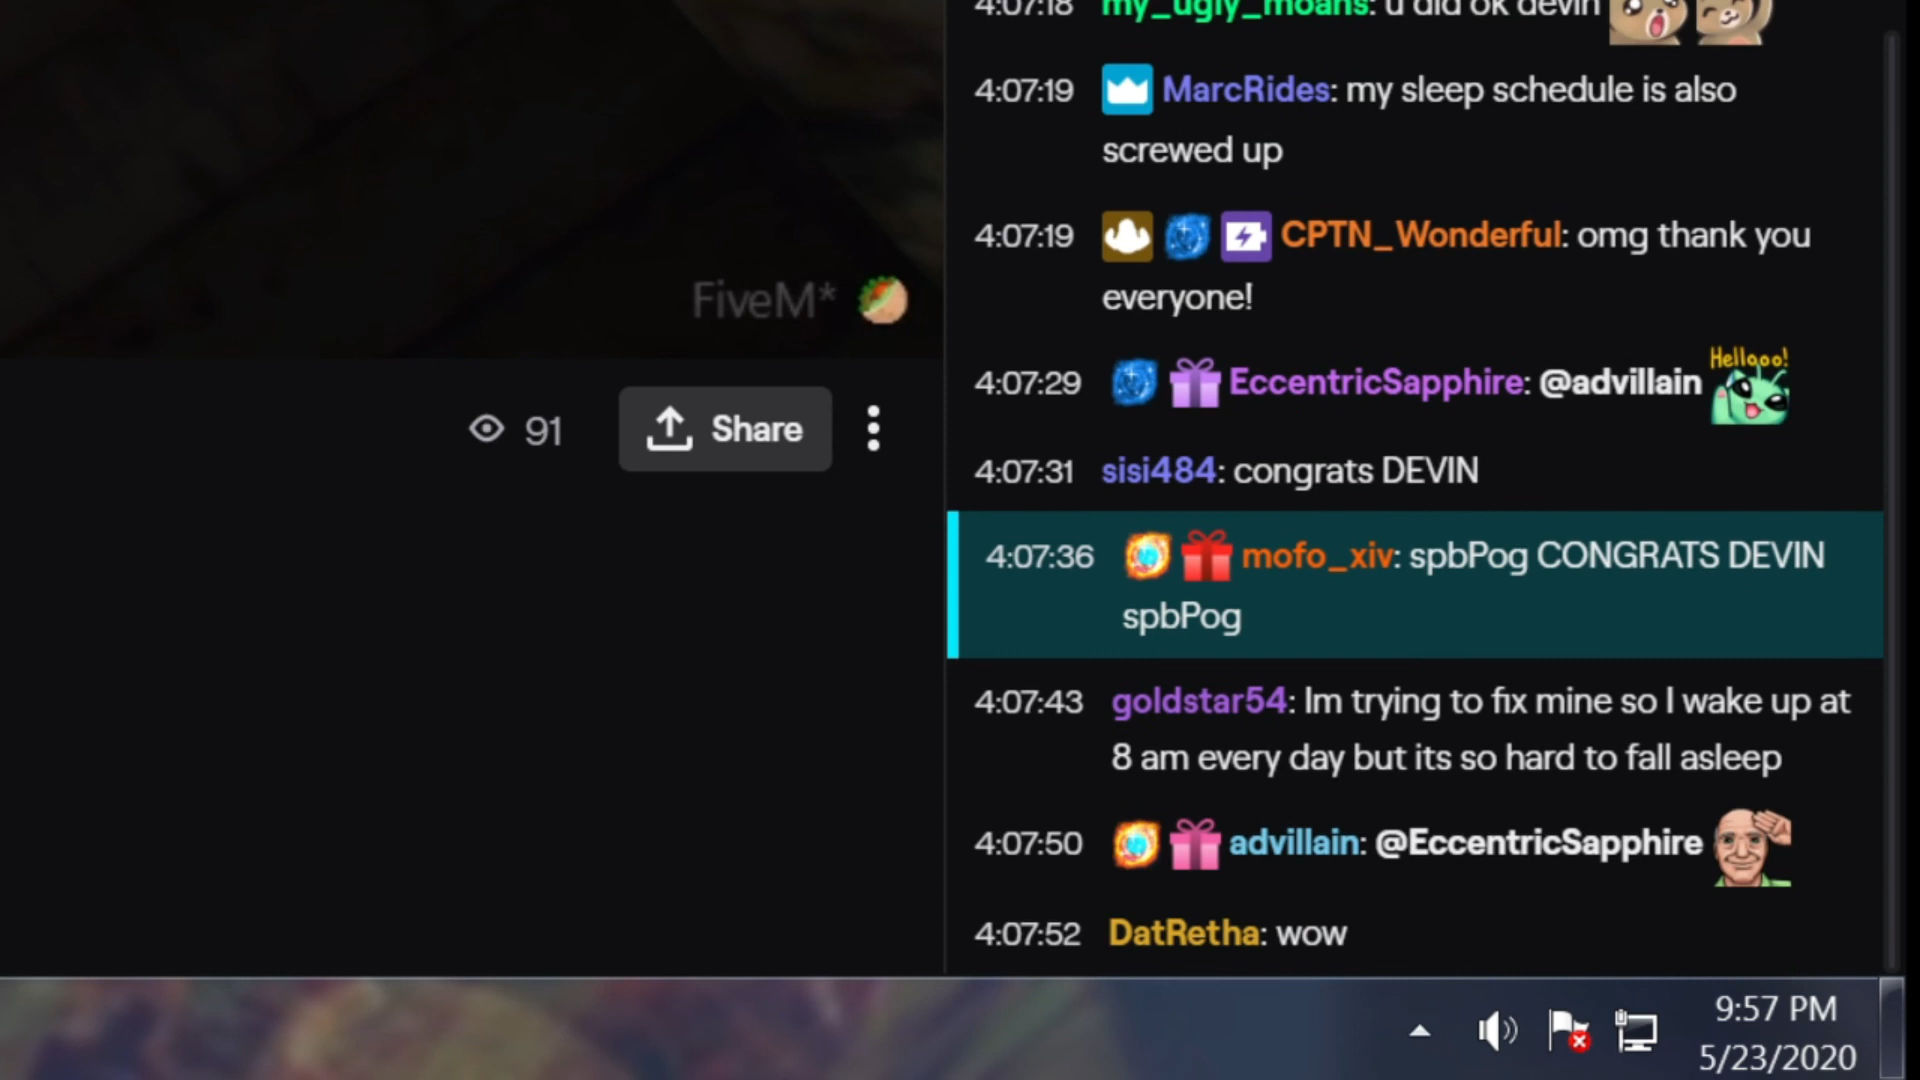 4:07:18 my_ugly_moans: u did ok devin
4:07:19 MarcRides: my sleep schedule is also
screwed up
4:07:19 CPTN_Wonderful: omg thank you
everyone!
FiveM*
4:07:29 EccentricSapphire: @advillain Hellooo!
91 Share
4:07:31 sisi484: congrats DEVIN
4:07:36 mofo_xiv: spbPog CONGRATS DEVIN
spbPog
4:07:43 goldstar54: Im trying to fix mine so I wake up at
8 am every day but its so hard to fall asleep
4:07:50 advillain: @EccentricSapphire
4:07:52 DatRetha: wow
9:57 PM
5/23/2020